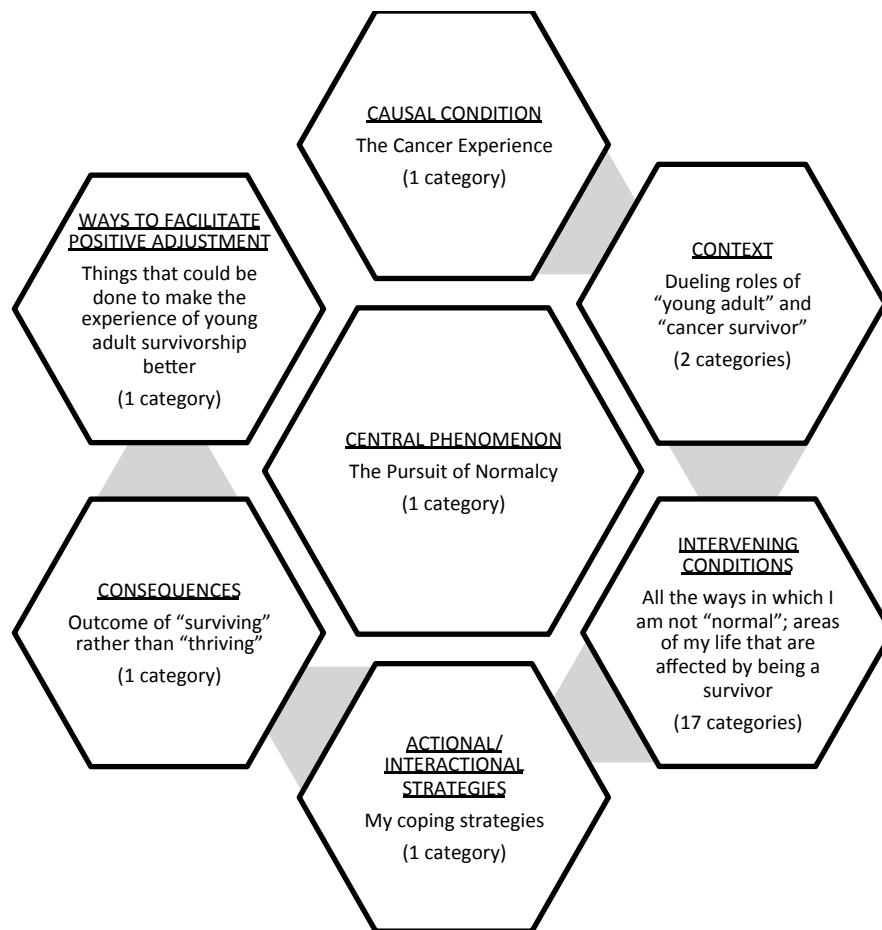 CAUSAL CONDITION
The Cancer Experience
(1 category)
WAYS TO FACILITATE
POSITIVE ADJUSTMENT
Things that could be
done to make the
experience of young
adult survivorship
better
(1 category)
CONTEXT
Dueling roles of
“young adult” and
“cancer survivor”
(2 categories)
CENTRAL PHENOMENON
The Pursuit of Normalcy
(1 category)
INTERVENING
CONDITIONS
All the ways in which I
am not “normal”; areas
of my life that are
affected by being a
survivor
(17 categories)
CONSEQUENCES
Outcome of “surviving”
rather than “thriving”
(1 category)
ACTIONAL/
INTERACTIONAL
STRATEGIES
My coping strategies
(1 category)